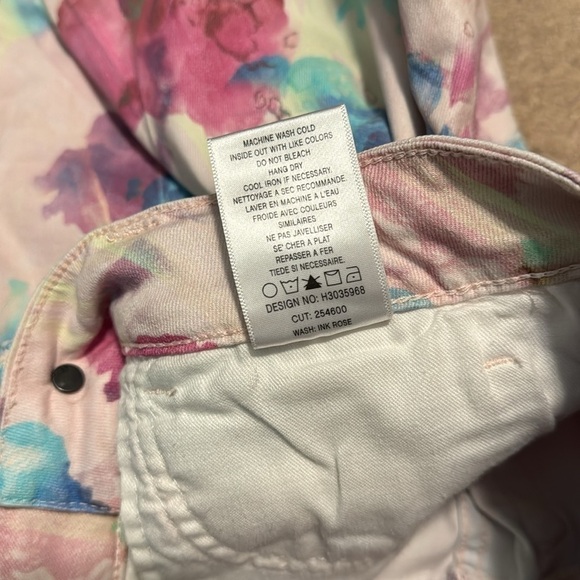 MACHINE WASH COLD
INSIDE OUT WITH LIKE COLORS
DO NOT BLEACH
HANG DRY
COOL IRON IF NECESSARY.
NETTOYAGE A SEC RECOMMANDE.
LAVER EN MACHINE A L'EAU
FROIDE AVEC COULEURS
SIMILAIRES
NE PAS JAVELLISER
SE' CHER A PLAT
REPASSER A FER
TIEDE SI NECESSAIRE.
DESIGN NO: H3035968
CUT: 254600
WASH: INK ROSE